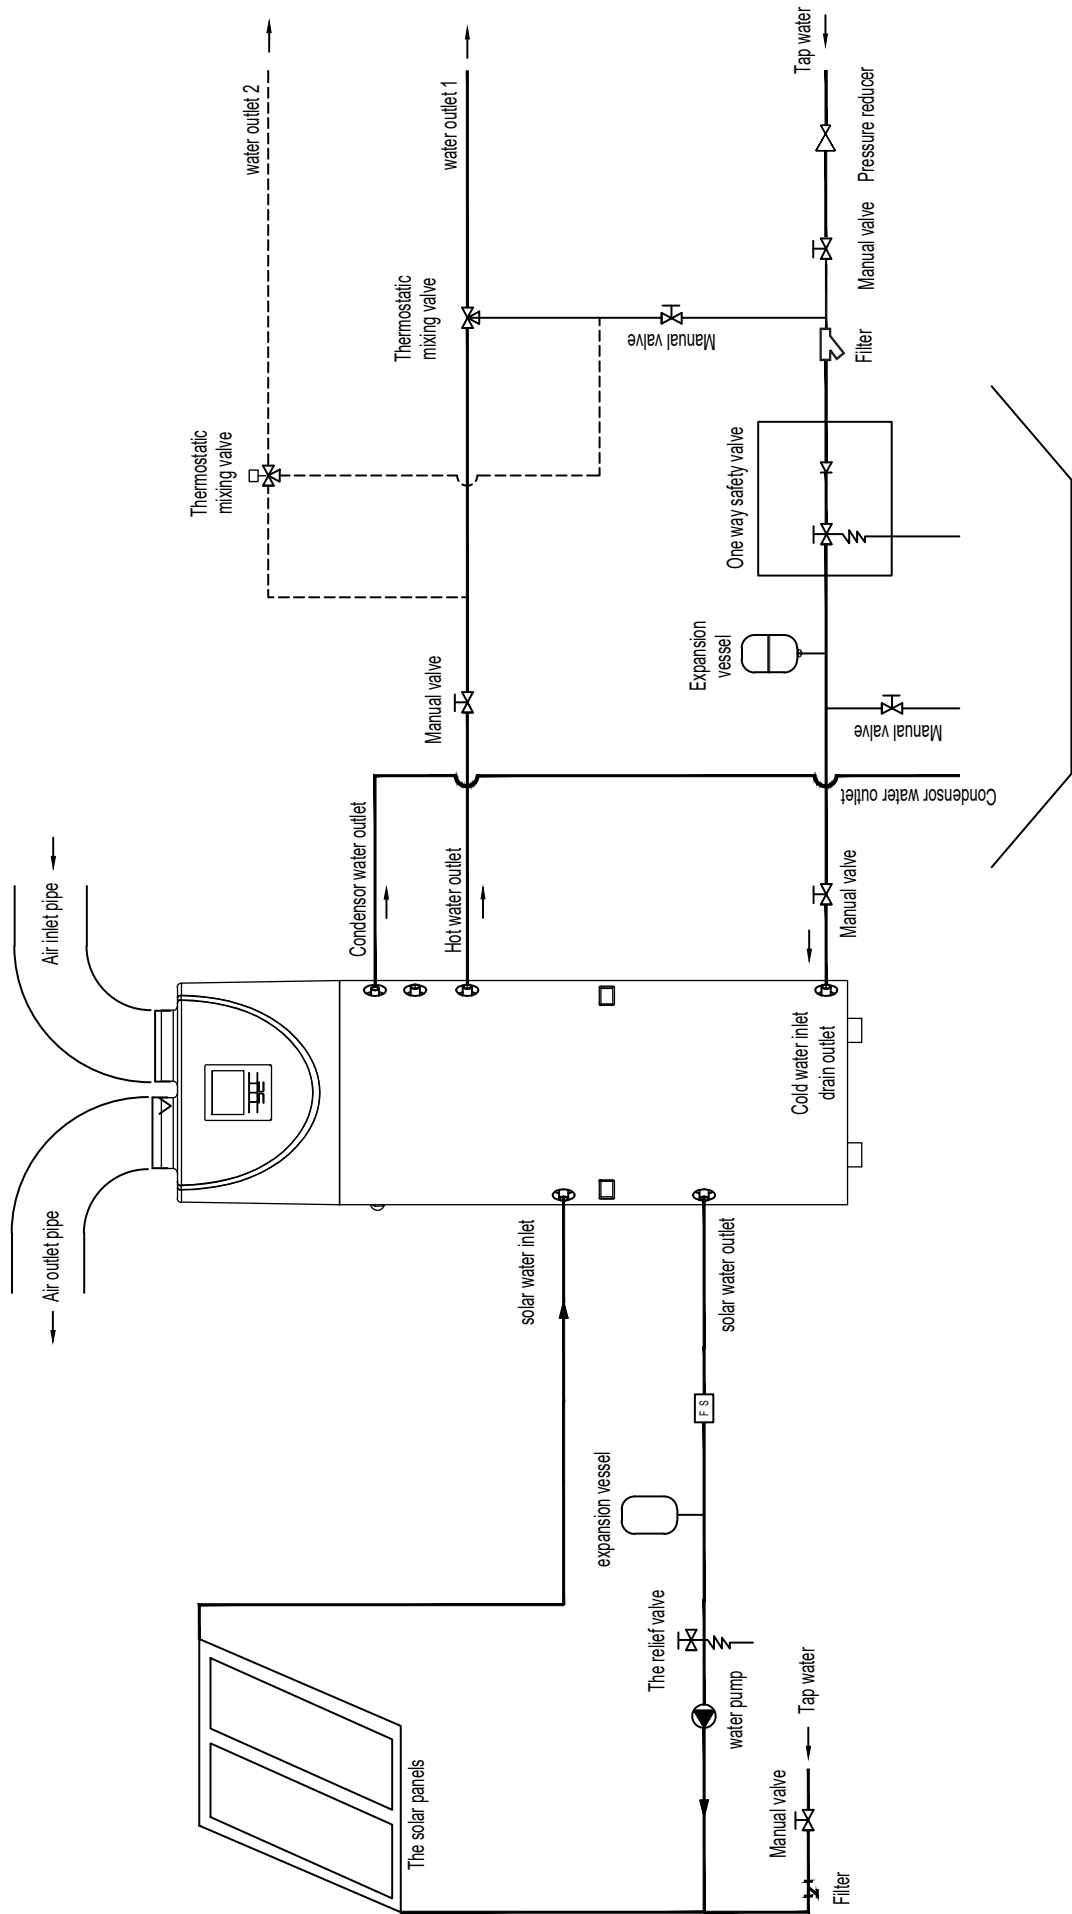 Air outlet pipe
Air inlet pipe
The solar panels
expansion vessel
The relief valve
water pump
F S
solar water inlet
solar water outlet
Manual valve
Filter
Tap water
Cold water inlet
drain outlet
Condensor water outlet
Hot water outlet
Manual valve
Thermostatic
mixing valve
water outlet 2
Thermostatic
mixing valve
water outlet 1
Manual valve
Condensor water outlet
Manual valve
Expansion
vessel
Manual valve
One way safety valve
Filter
Manual valve
Manual valve
Pressure reducer
Tap water